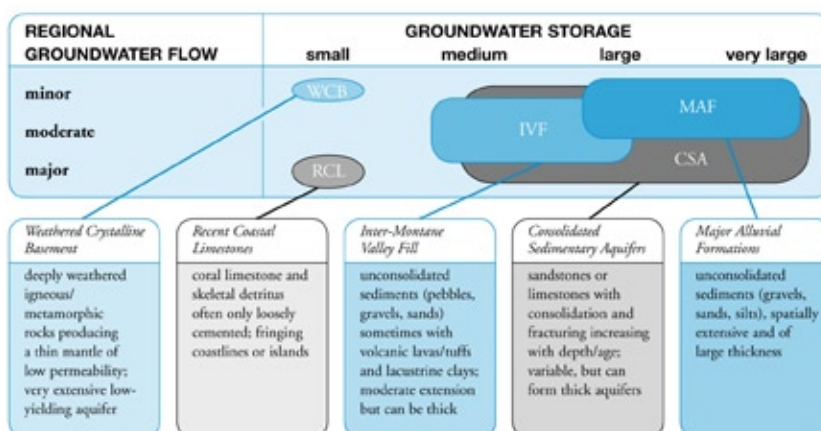 REGIONAL
GROUNDWATER FLOW
GROUNDWATER STORAGE
small medium large very large
minor
moderate
major
WCB
RCL
IVF
MAF
CSA
Weathered Crystalline
Basement
deeply weathered
igneous/
metamorphic
rocks producing
a thin mantle of
low permeability;
very extensive low-
yielding aquifer
Recent Coastal
Limestones
coral limestone and
skeletal detritus
often only loosely
cemented; fringing
coastlines or islands
Inter-Montane
Valley Fill
unconsolidated
sediments (pebbles,
gravels, sands)
sometimes with
volcanic lavas/tuffs
and lacustrine clays;
moderate extension
but can be thick
Consolidated
Sedimentary Aquifers
sandstones or
limestones with
consolidation and
fracturing increasing
with depth/age;
variable, but can
form thick aquifers
Major Alluvial
Formations
unconsolidated
sediments (gravels,
sands, silts), spatially
extensive and of
large thickness